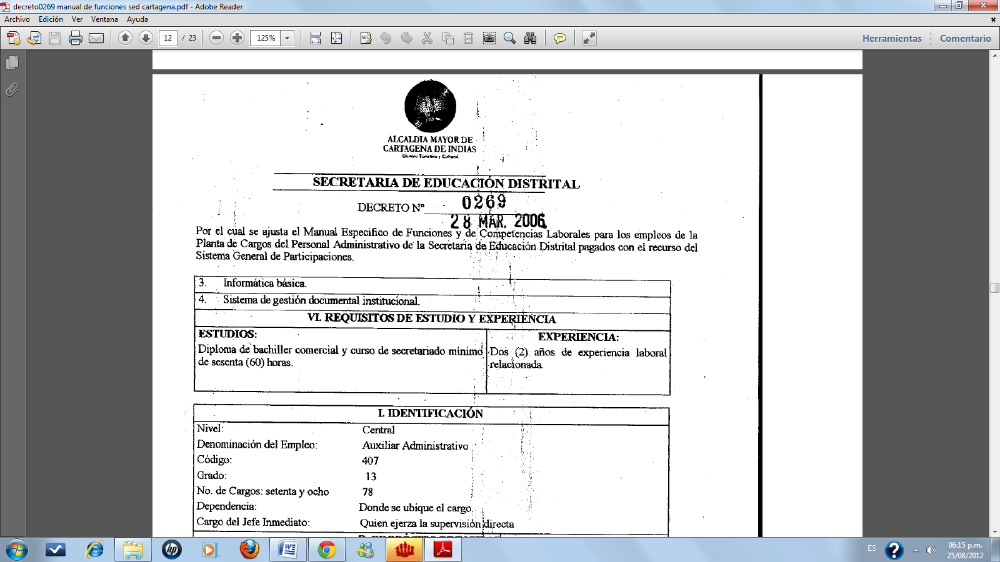 decreto0269 manual de funciones sed cartagena.pdf - Adobe Reader
Archivo Edición Ver Ventana Ayuda
12 / 23 125% Herramientas Comentario
ALCALDIA MAYOR DE
CARTAGENA DE INDIAS
Distrito Turístico y Cultural
SECRETARIA DE EDUCACIÓN DISTRITAL
DECRETO Nº 0269
28 MAR. 2006
Por el cual se ajusta el Manual Especifico de Funciones y de Competencias Laborales para los empleos de la
Planta de Cargos del Personal Administrativo de la Secretaria de Educación Distrital pagados con el recurso del
Sistema General de Participaciones.
3. Informática básica.
4. Sistema de gestión documental institucional.
VI. REQUISITOS DE ESTUDIO Y EXPERIENCIA
ESTUDIOS: EXPERIENCIA:
Diploma de bachiller comercial y curso de secretariado mínimo Dos (2) años de experiencia laboral
de sesenta (60) horas. relacionada.
I. IDENTIFICACIÓN
Nivel: Central
Denominación del Empleo: Auxiliar Administrativo
Código: 407
Grado: 13
No. de Cargos: setenta y ocho 78
Dependencia: Donde se ubique el cargo
Cargo del Jefe Inmediato: Quien ejerza la supervisión directa
ES 06:15 p.m.
25/08/2012